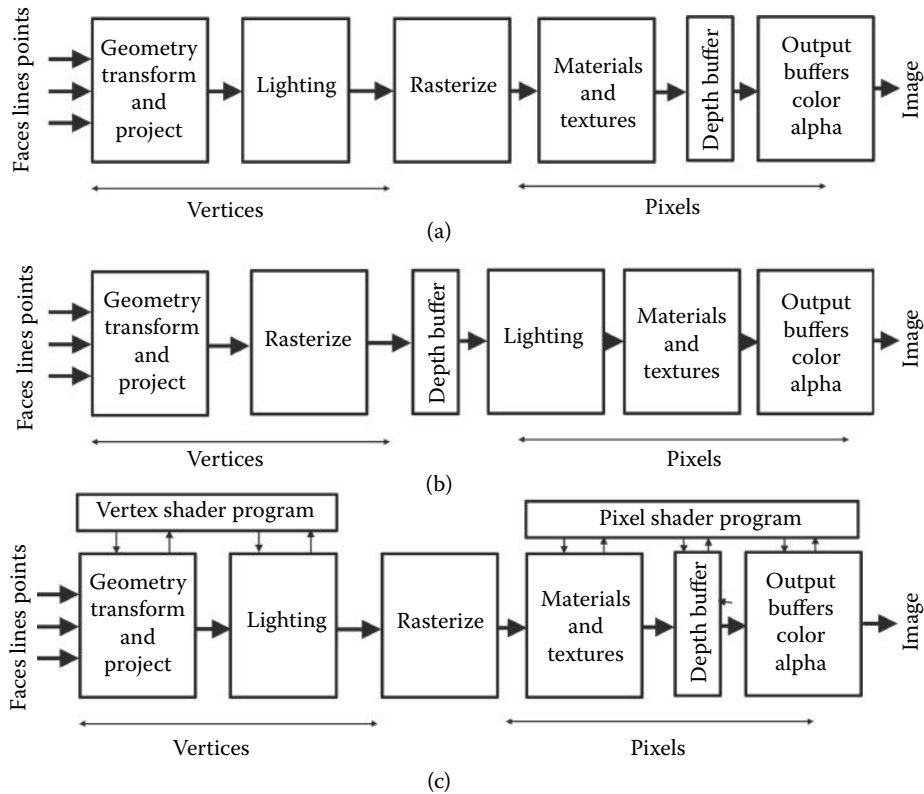 Faces lines points
Geometry
transform
and
project
Lighting
Rasterize
Materials
and
textures
Depth buffer
Output
buffers
color
alpha
Image
Vertices
Pixels
(a)
Faces lines points
Geometry
transform
and
project
Rasterize
Depth buffer
Lighting
Materials
and
textures
Output
buffers
color
alpha
Image
Vertices
Pixels
(b)
Vertex shader program
Pixel shader program
Faces lines points
Geometry
transform
and
project
Lighting
Rasterize
Materials
and
textures
Depth buffer
Output
buffers
color
alpha
Image
Vertices
Pixels
(c)